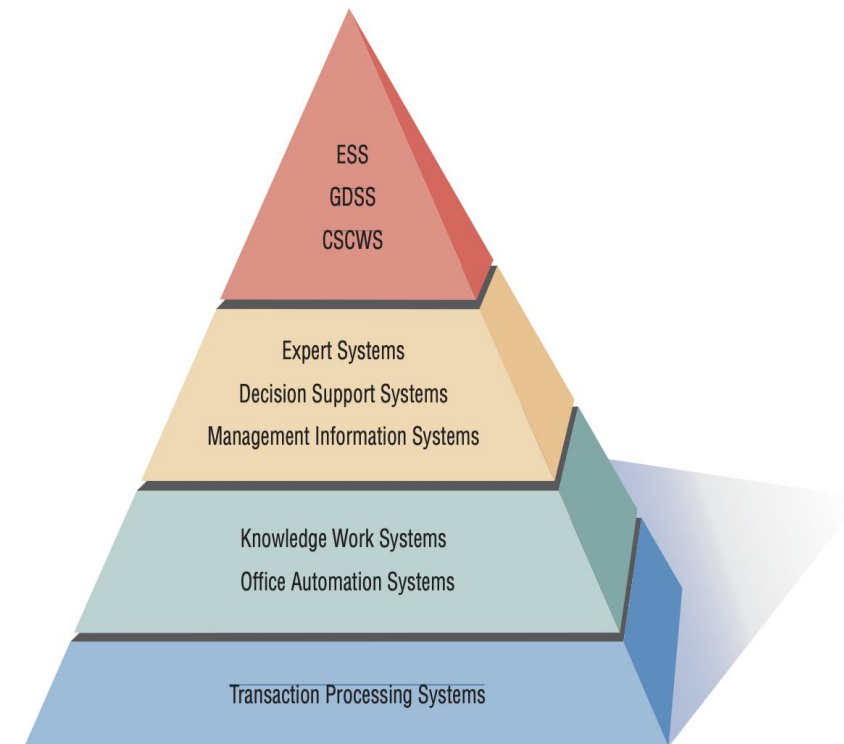 ESS
GDSS
CSCWS
Expert Systems
Decision Support Systems
Management Information Systems
Knowledge Work Systems
Office Automation Systems
Transaction Processing Systems